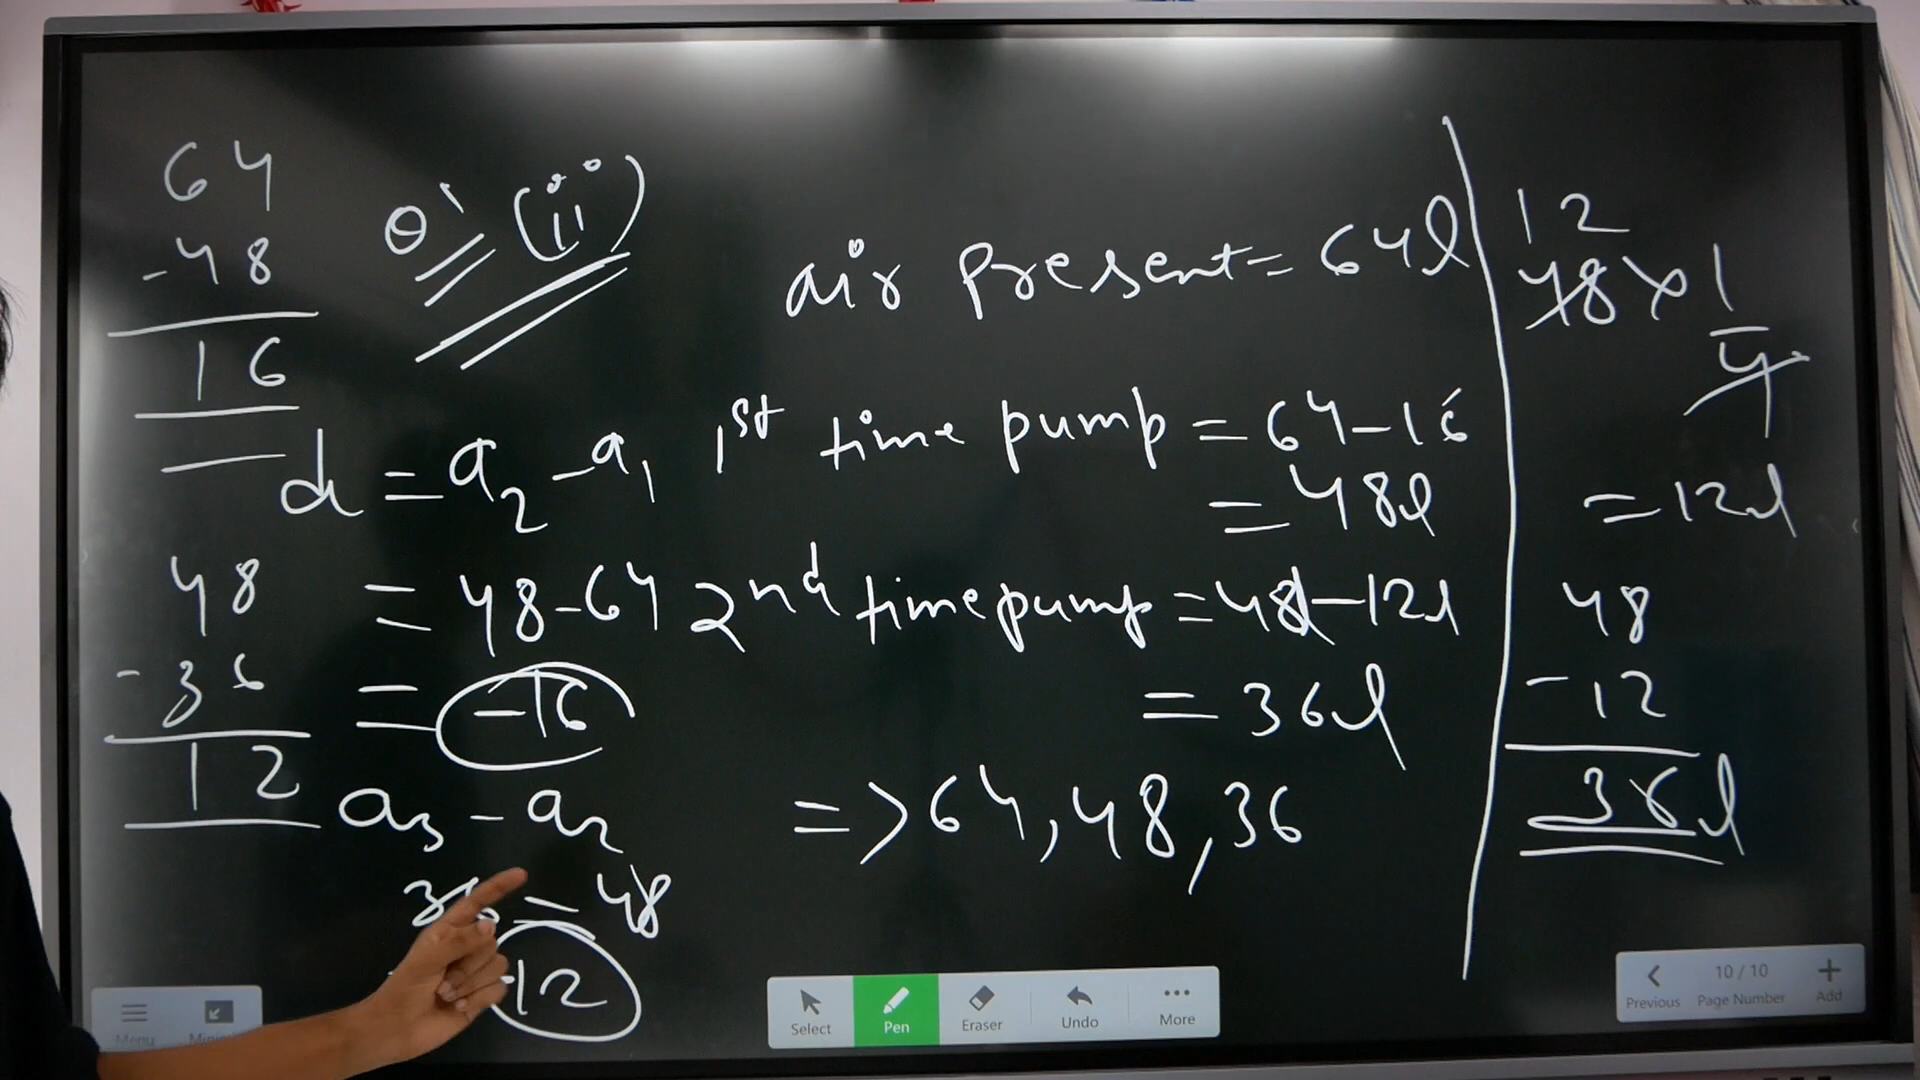 64
-48
16
Q (ii)
air present = 64l
d = a2 - a1
1st time pump = 64-16
= 48l
= 48-64
2nd time pump = 48l-12l
= -16
= 36l
48
-36
12
a3 - a2
=> 64, 48, 36
36 - 48
-12
12
48 x 1
4
= 12l
48
-12
36l
Menu
Select
Pen
Eraser
Undo
More
Previous
10 / 10
Page Number
Add